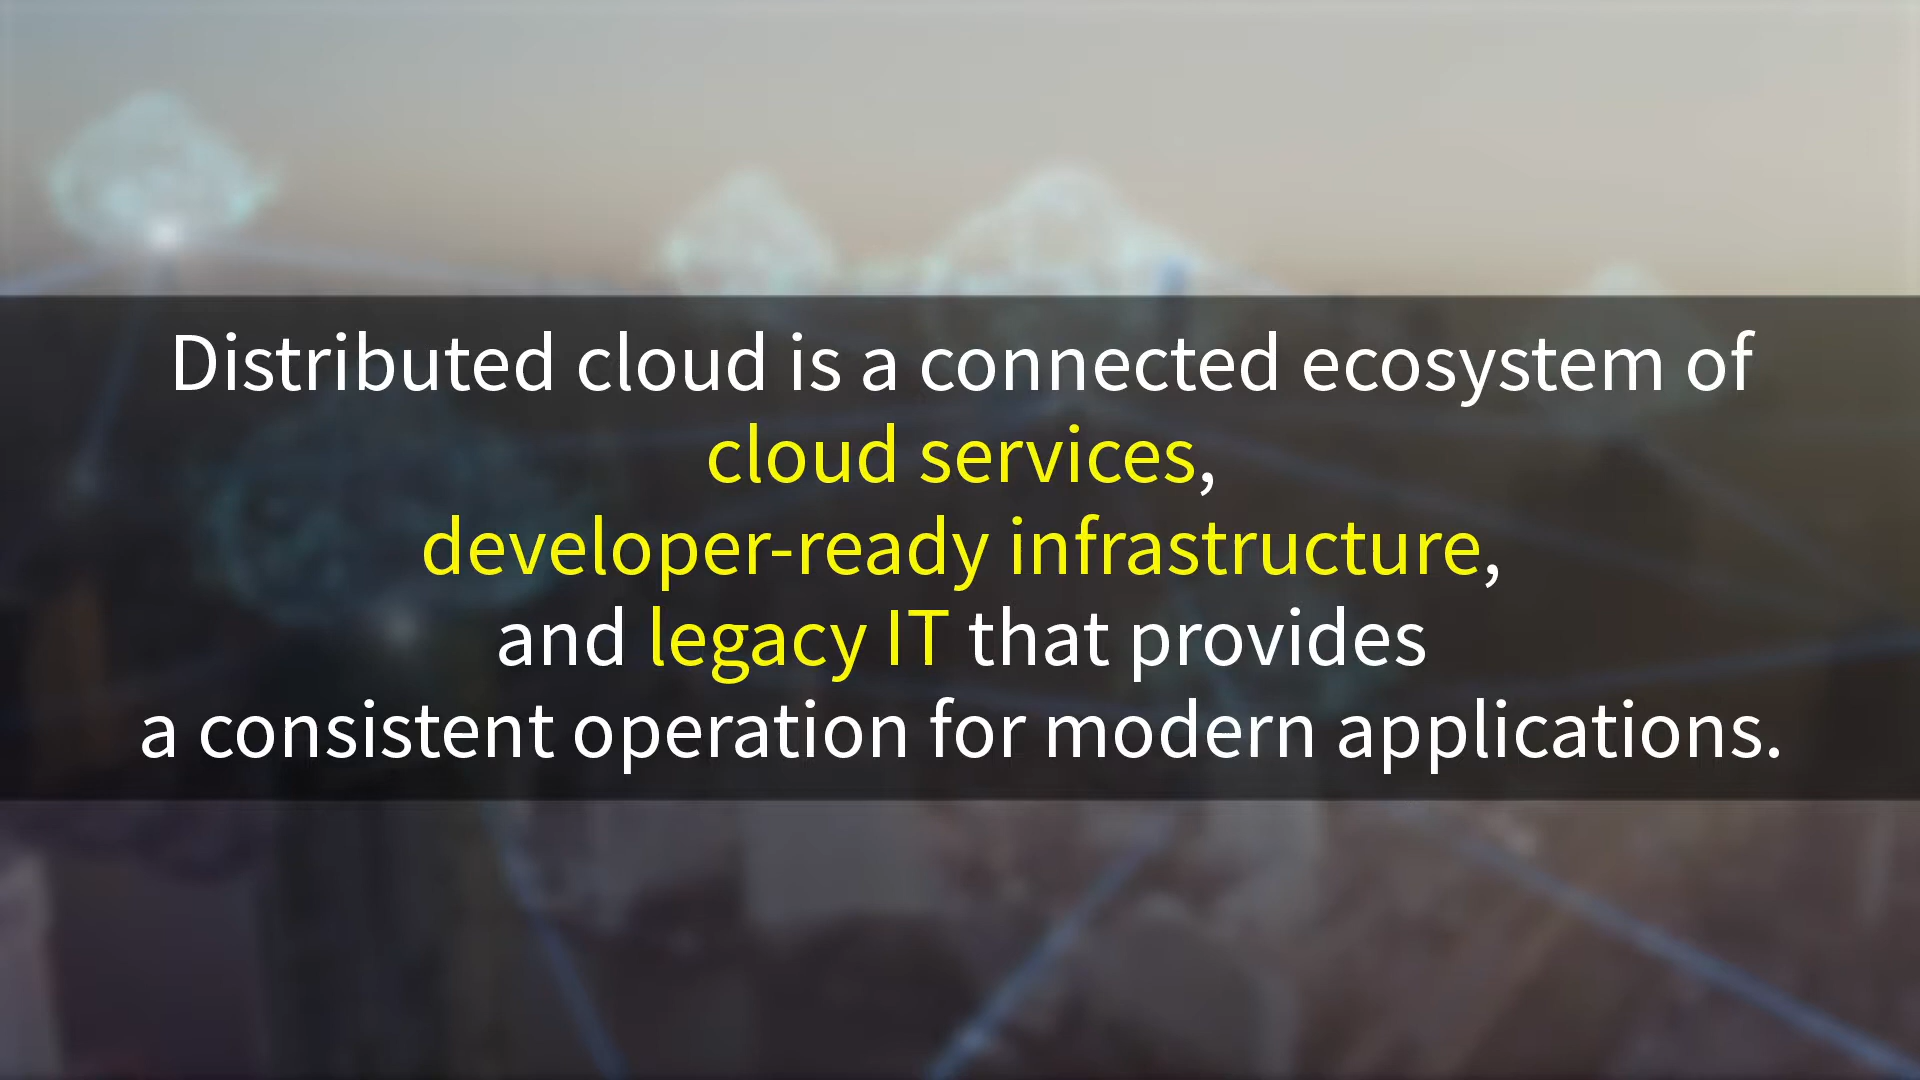 Distributed cloud is a connected ecosystem of
cloud services,
developer-ready infrastructure,
and legacy IT that provides
a consistent operation for modern applications.